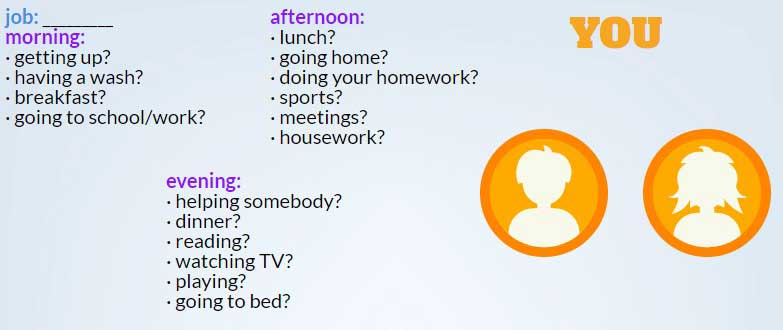 job: _________
morning:
· getting up?
· having a wash?
· breakfast?
· going to school/work?
afternoon:
· lunch?
· going home?
· doing your homework?
· sports?
· meetings?
· housework?
YOU
evening:
· helping somebody?
· dinner?
· reading?
· watching TV?
· playing?
· going to bed?